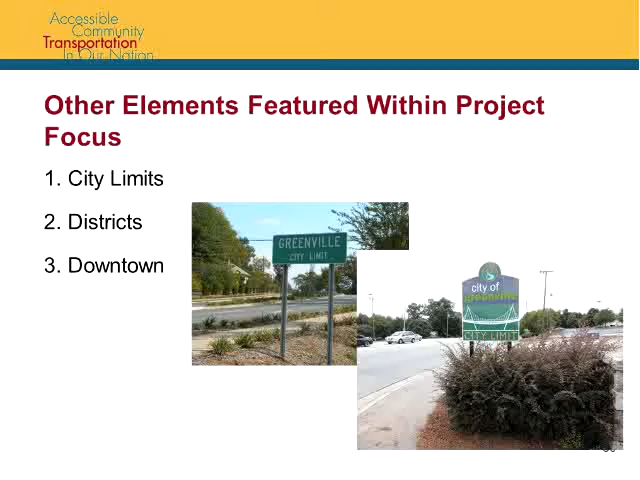 Accessible
Community
Transportation
In Our Nation
Other Elements Featured Within Project
Focus
1. City Limits
2. Districts
3. Downtown
GREENVILLE
CITY LIMIT
city of
greenville
CITY LIMIT